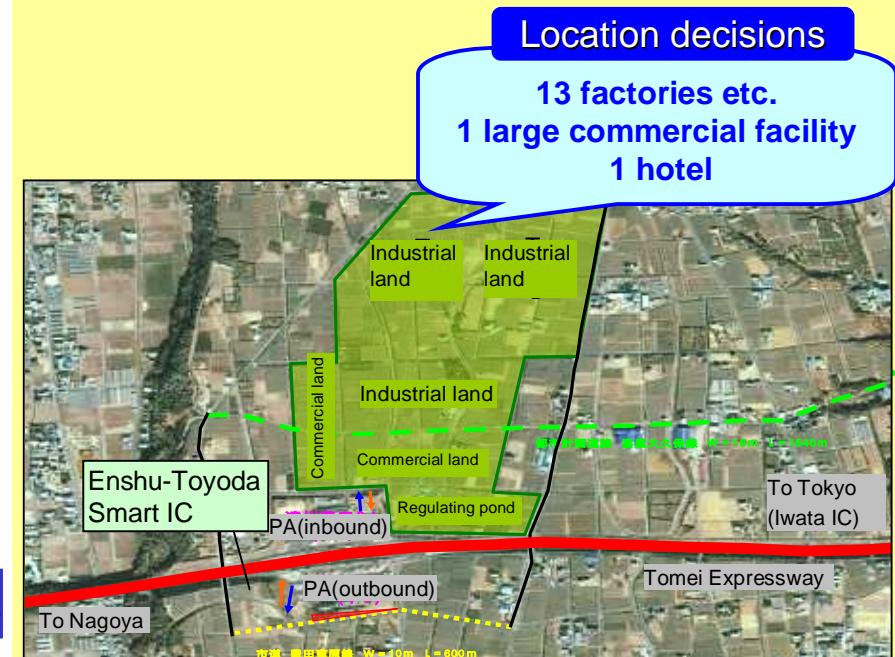 Location decisions
13 factories etc.
1 large commercial facility
1 hotel
Industrial
land
Industrial
land
Commercial land
Industrial land
Commercial land
Regulating pond
Enshu-Toyoda
Smart IC
PA(inbound)
To Tokyo
(Iwata IC)
PA(outbound)
Tomei Expressway
To Nagoya
W=10m L=600m